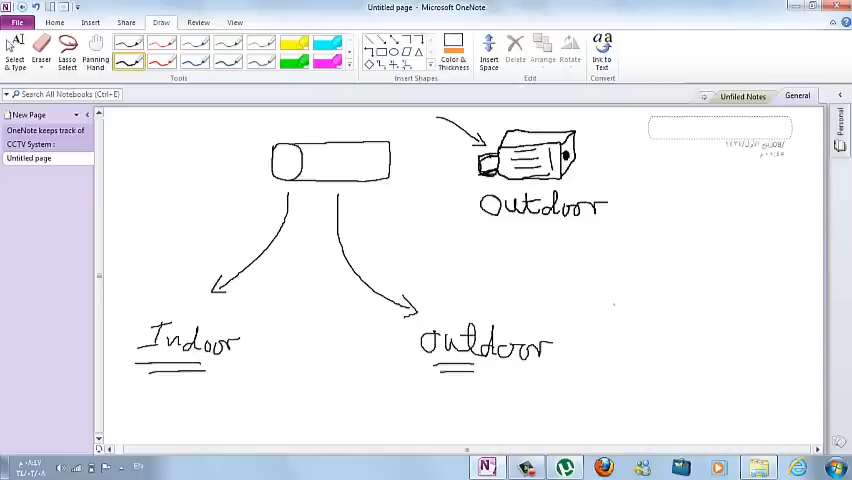 Untitled page - Microsoft OneNote
File
Home
Insert
Share
Draw
Review
View
Select & Type
Eraser
Lasso Select
Panning Hand
Tools
Insert Shapes
Color & Thickness
Insert Space
Delete
Arrange
Rotate
Edit
Ink to Text
Convert
Search All Notebooks (Ctrl+E)
Unfiled Notes
General
New Page
OneNote keeps track of
CCTV System :
Untitled page
Personal
outdoor
Indoor
outdoor
EN